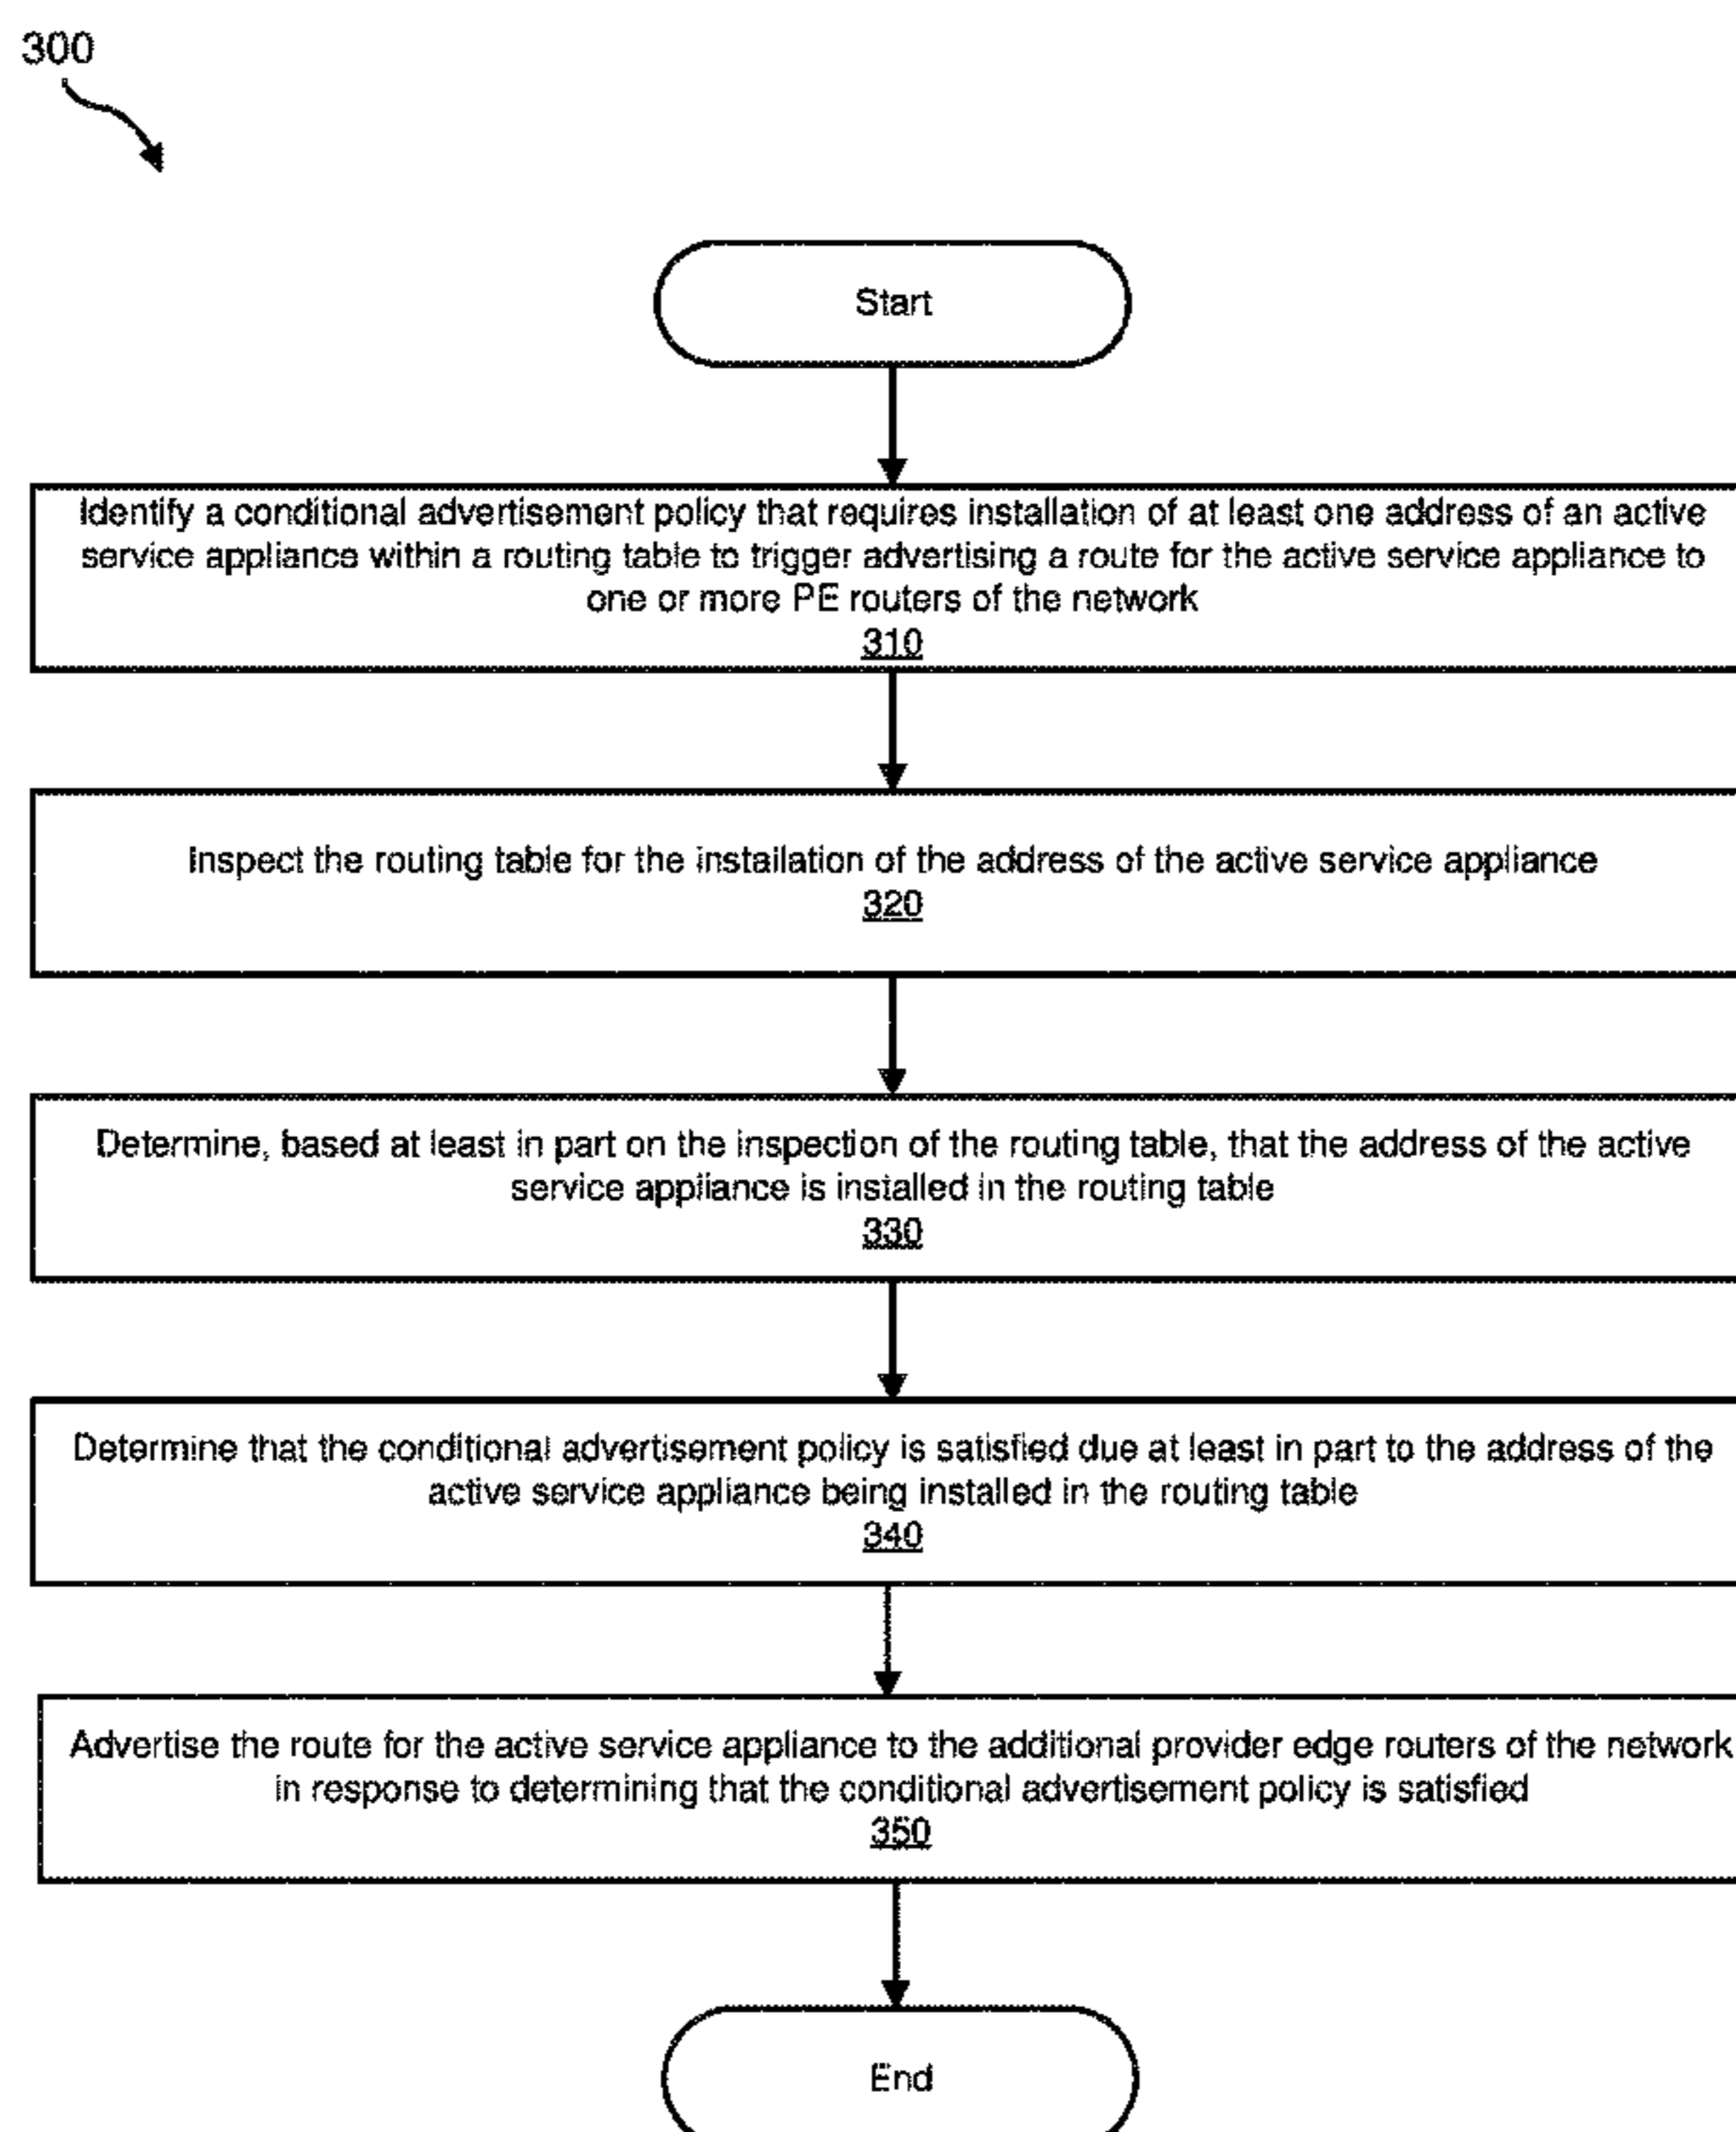 300
Start
Identify a conditional advertisement policy that requires installation of at least one address of an active
service appliance within a routing table to trigger advertising a route for the active service appliance to
one or more PE routers of the network
310
Inspect the routing table for the installation of the address of the active service appliance
320
Determine, based at least in part on the inspection of the routing table, that the address of the active
service appliance is installed in the routing table
330
Determine that the conditional advertisement policy is satisfied due at least in part to the address of the
active service appliance being installed in the routing table
340
Advertise the route for the active service appliance to the additional provider edge routers of the network
in response to determining that the conditional advertisement policy is satisfied
350
End